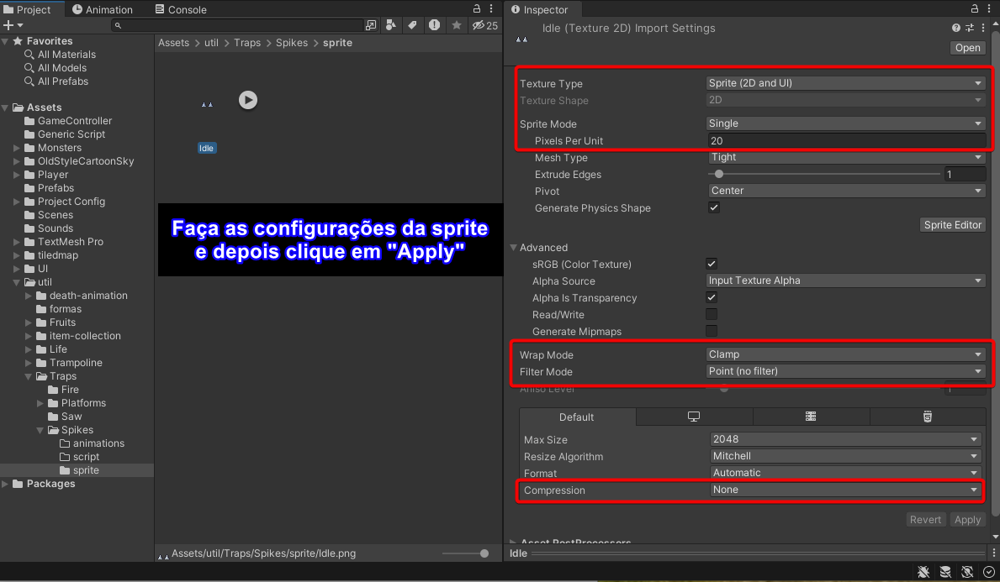 Project
Animation
Console
25
Favorites
All Materials
All Models
All Prefabs
Assets
GameController
Generic Script
Monsters
OldStyleCartoonSky
Player
Prefabs
Project Config
Scenes
Sounds
TextMesh Pro
tiledmap
UI
util
death-animation
formas
Fruits
item-collection
Life
Trampoline
Traps
Fire
Platforms
Saw
Spikes
animations
script
sprite
Packages
Assets > util > Traps > Spikes > sprite
Idle
Faça as configurações da sprite
e depois clique em "Apply"
Assets/util/Traps/Spikes/sprite/Idle.png
Inspector
Idle (Texture 2D) Import Settings
Open
Texture Type Sprite (2D and UI)
Texture Shape 2D
Sprite Mode Single
Pixels Per Unit 20
Mesh Type Tight
Extrude Edges 1
Pivot Center
Generate Physics Shape
Sprite Editor
Advanced
sRGB (Color Texture)
Alpha Source Input Texture Alpha
Alpha Is Transparency
Read/Write
Generate Mipmaps
Wrap Mode Clamp
Filter Mode Point (no filter)
Aniso Level 1
Default
Max Size 2048
Resize Algorithm Mitchell
Format Automatic
Compression None
Revert Apply
Asset PostProcessors
Idle